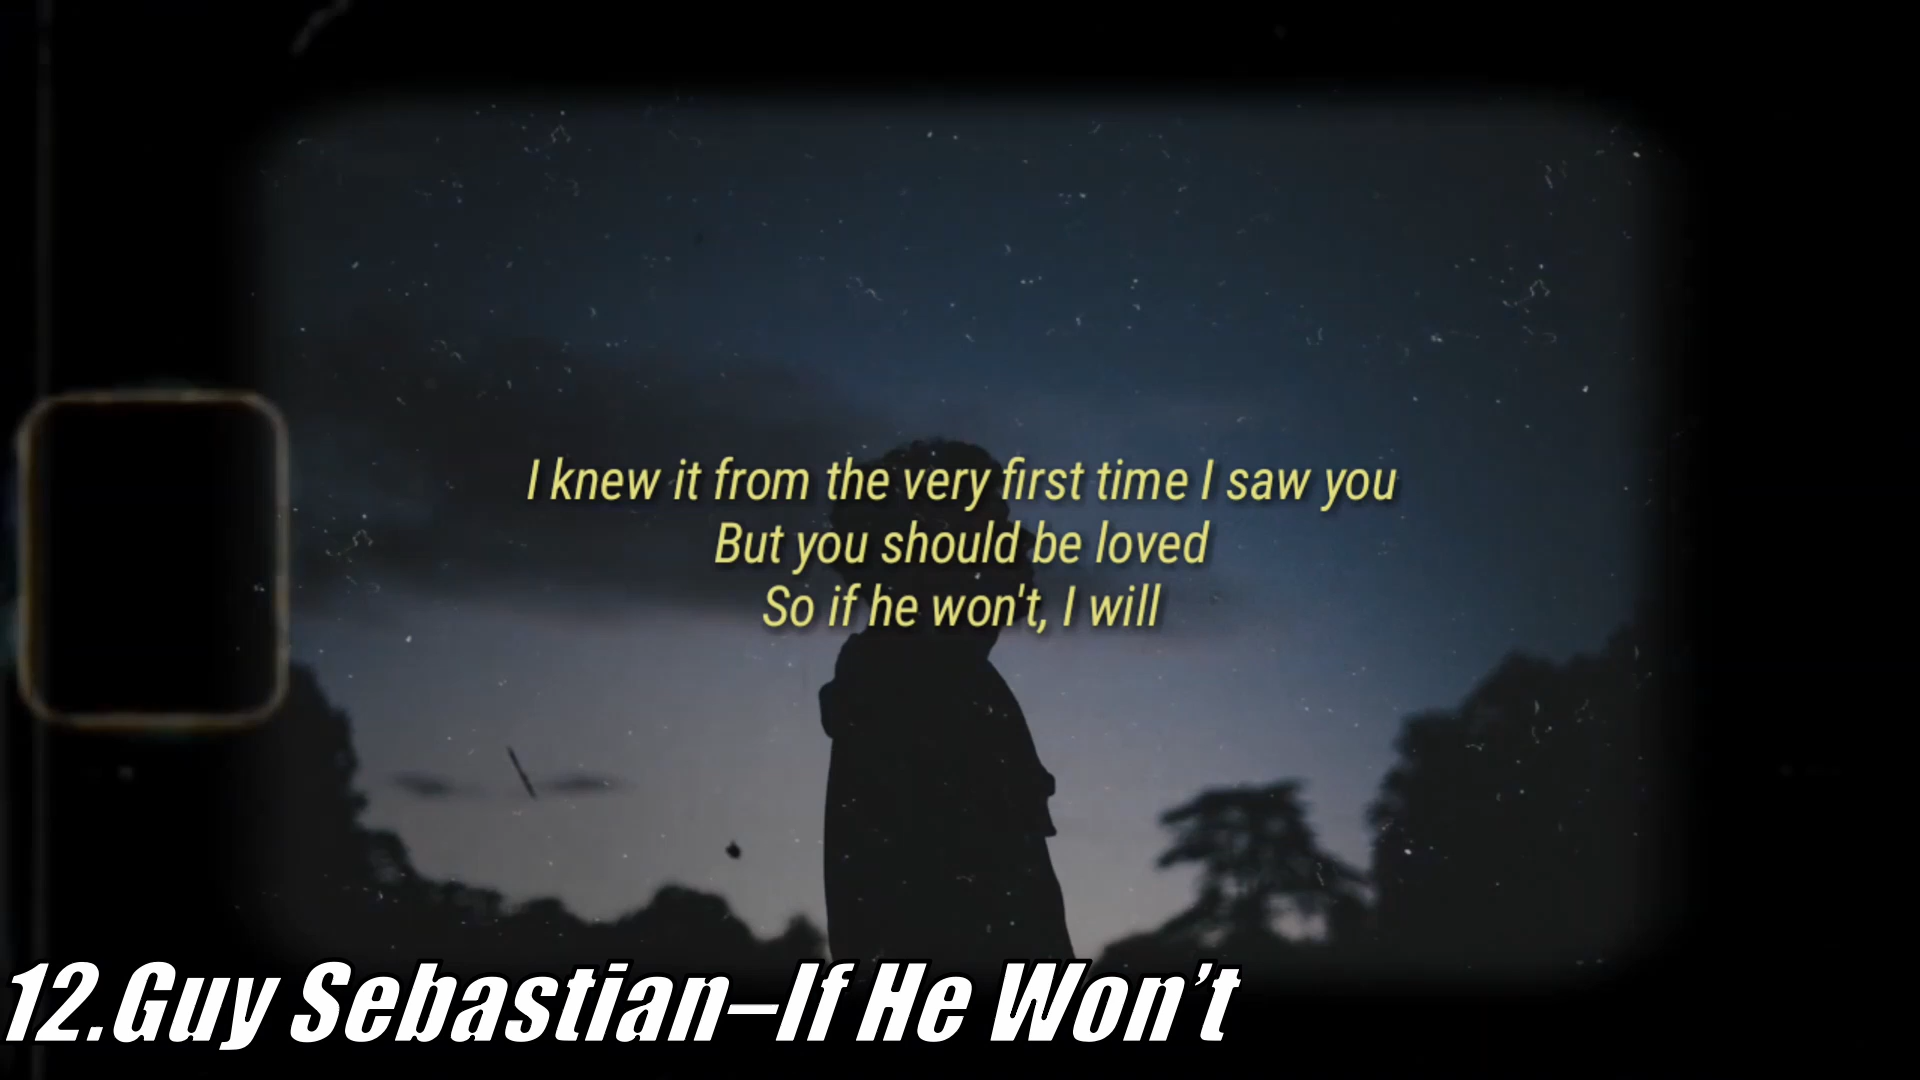 I knew it from the very first time I saw you
But you should be loved
So if he won't, I will
12.Guy Sebastian–If He Won’t